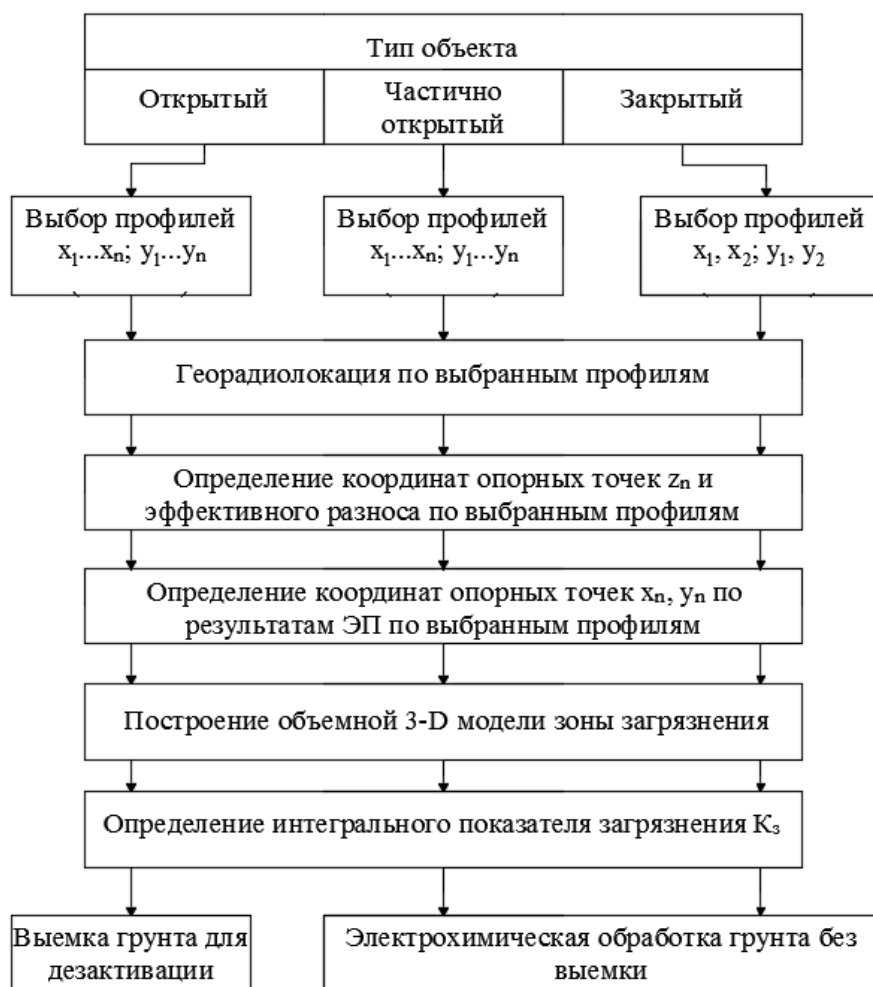 Тип объекта
Открытый
Частично
открытый
Закрытый
Выбор профилей
x₁...xₙ; y₁...yₙ
Выбор профилей
x₁...xₙ; y₁...yₙ
Выбор профилей
x₁, x₂; y₁, y₂
Георадиолокация по выбранным профилям
Определение координат опорных точек zₙ и
эффективного разноса по выбранным профилям
Определение координат опорных точек xₙ, yₙ по
результатам ЭП по выбранным профилям
Построение объемной 3-D модели зоны загрязнения
Определение интегрального показателя загрязнения Kз
Выемка грунта для
дезактивации
Электрохимическая обработка грунта без
выемки